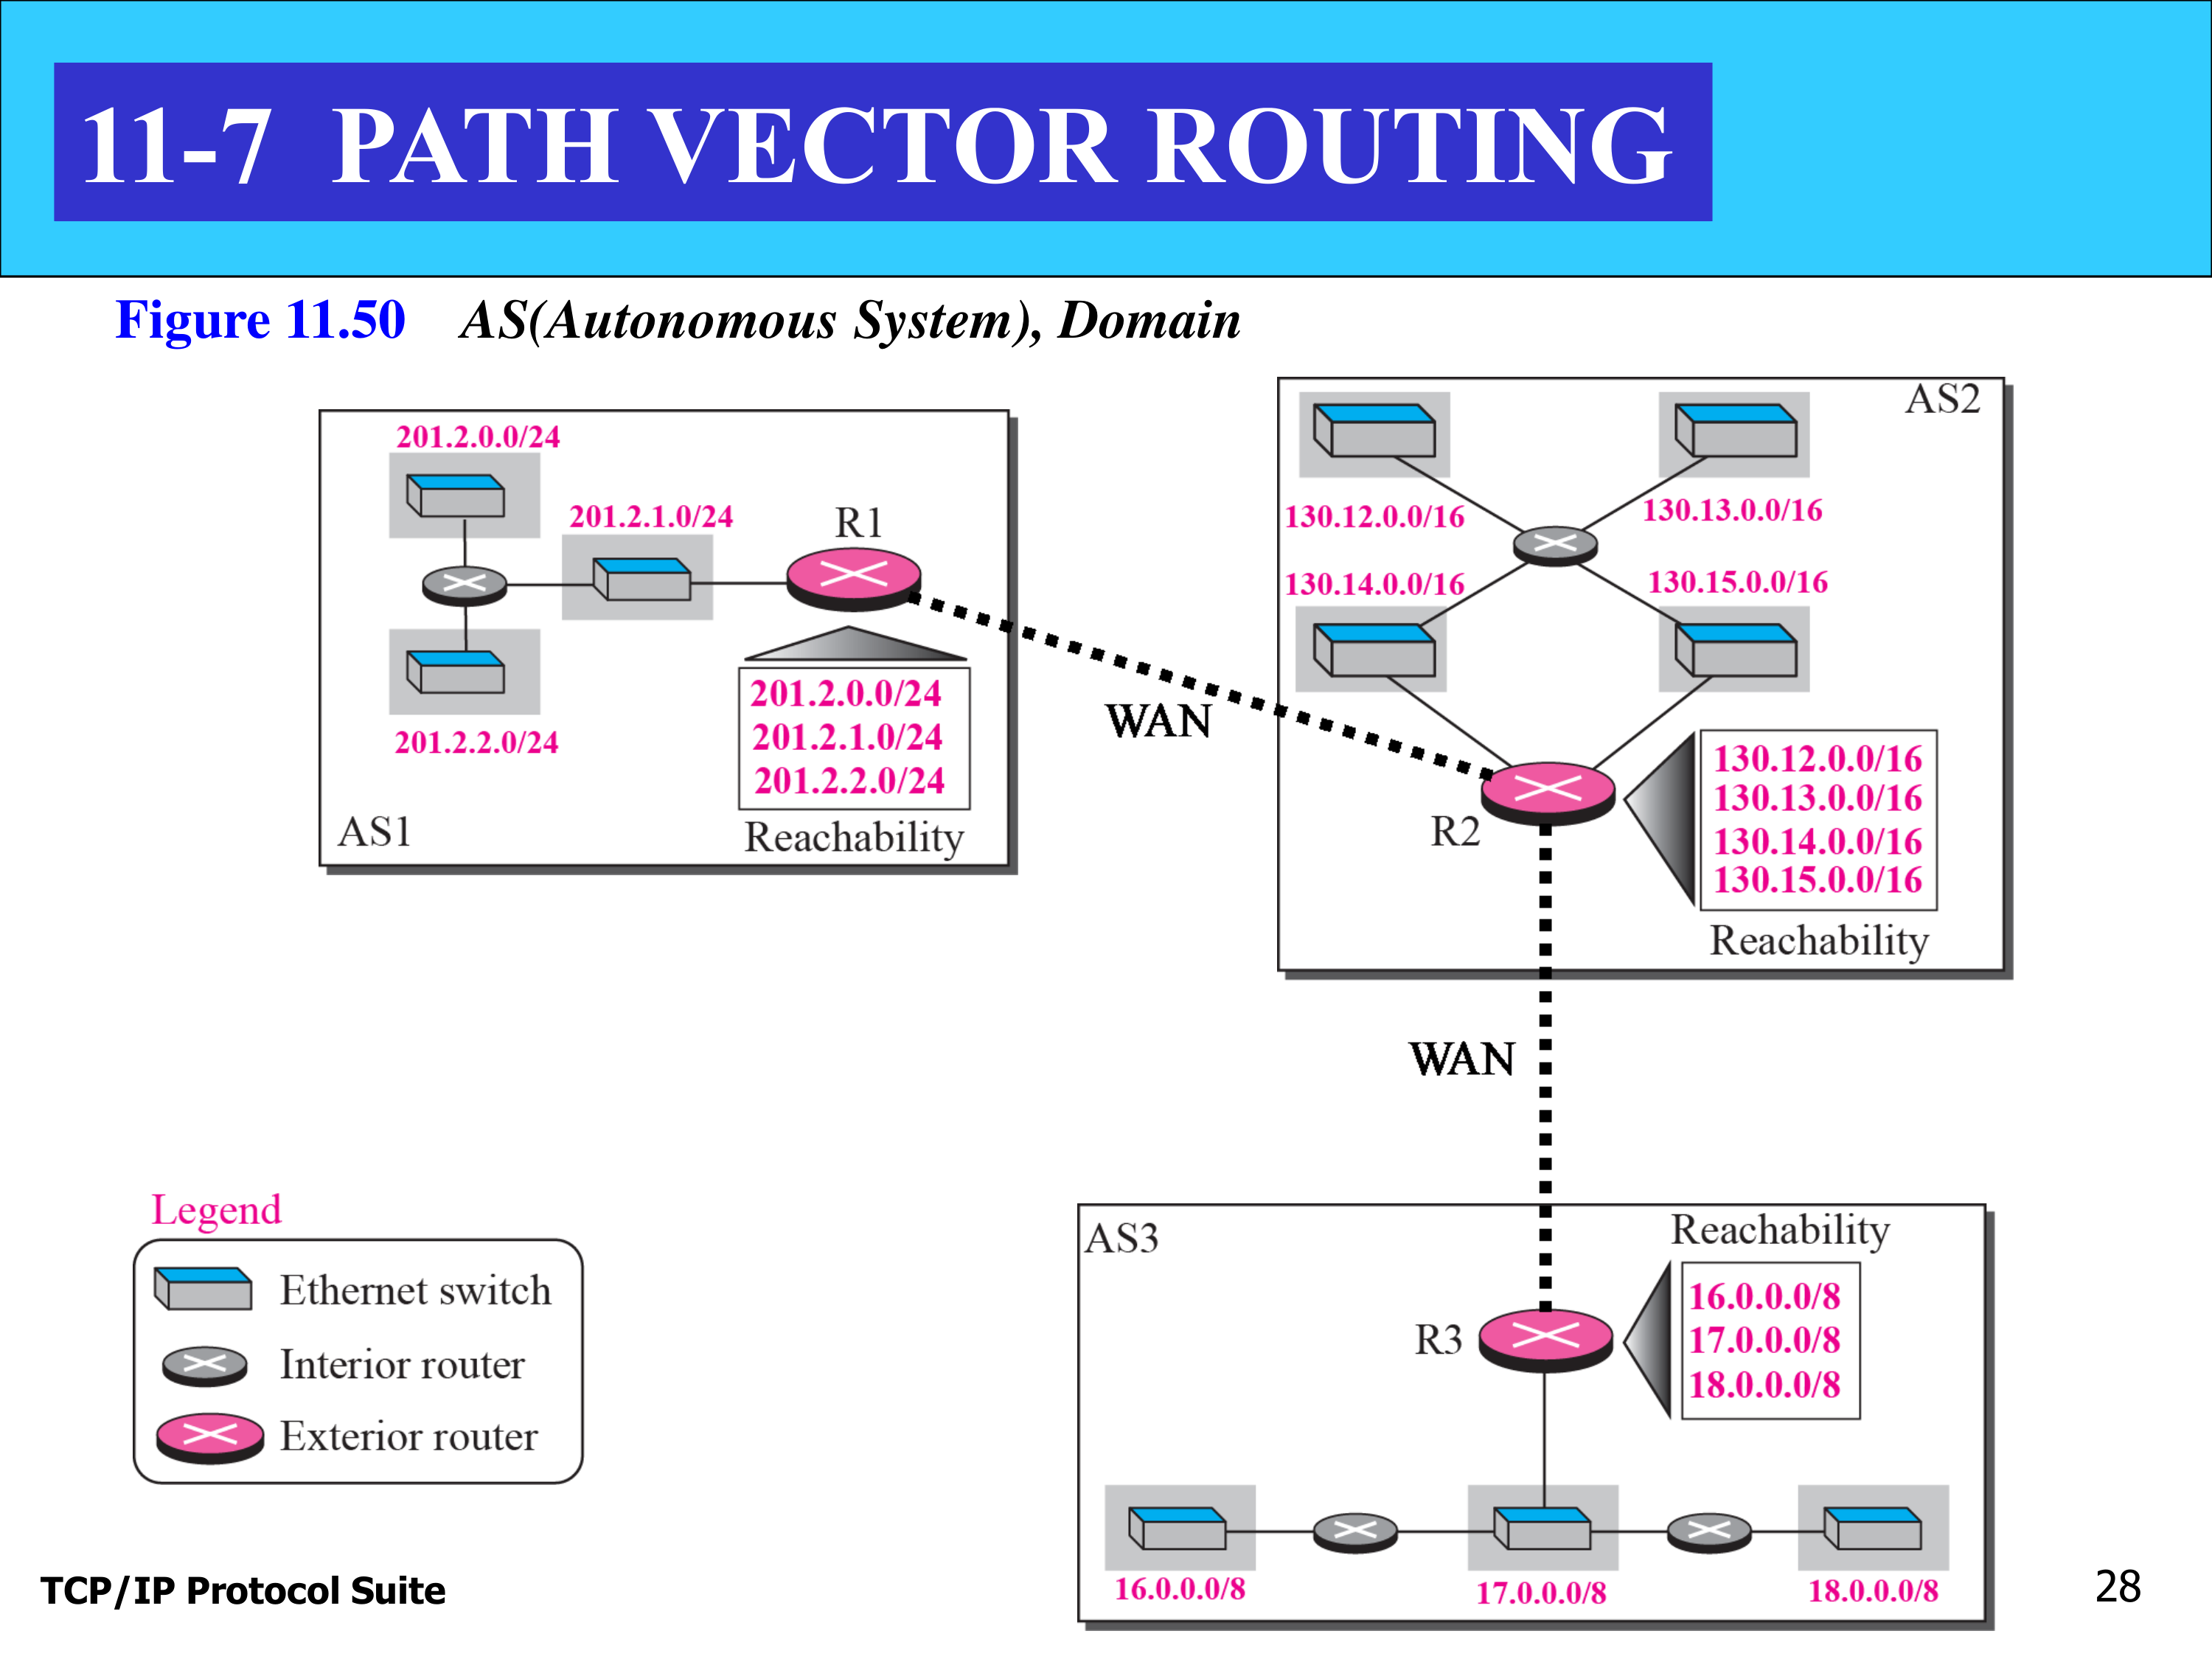 11-7 PATH VECTOR ROUTING
Figure 11.50 AS(Autonomous System), Domain
201.2.0.0/24
201.2.1.0/24
R1
201.2.2.0/24
201.2.0.0/24
201.2.1.0/24
201.2.2.0/24
Reachability
AS1
WAN
AS2
130.12.0.0/16
130.13.0.0/16
130.14.0.0/16
130.15.0.0/16
R2
130.12.0.0/16
130.13.0.0/16
130.14.0.0/16
130.15.0.0/16
Reachability
WAN
AS3
Reachability
R3
16.0.0.0/8
17.0.0.0/8
18.0.0.0/8
16.0.0.0/8
17.0.0.0/8
18.0.0.0/8
Legend
Ethernet switch
Interior router
Exterior router
TCP/IP Protocol Suite
28